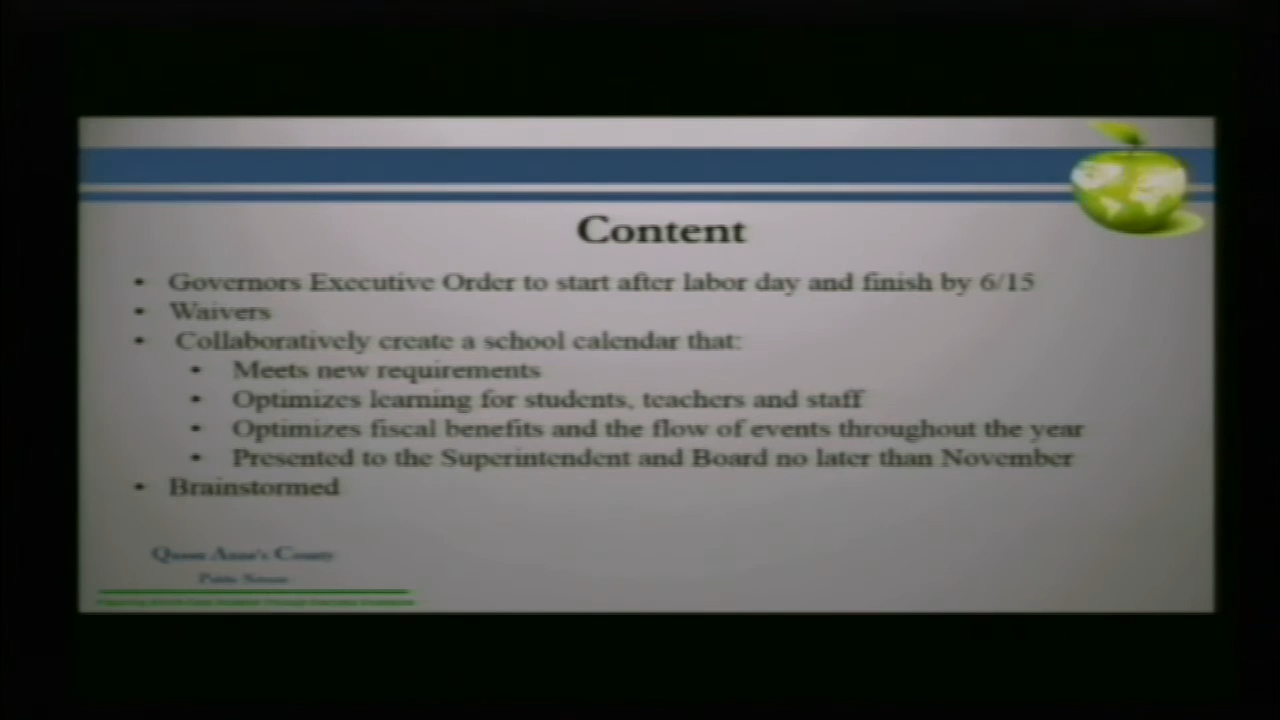 Content
• Governors Executive Order to start after labor day and finish by 6/15
• Waivers
• Collaboratively create a school calendar that:
• Meets new requirements
• Optimizes learning for students, teachers and staff
• Optimizes fiscal benefits and the flow of events throughout the year
• Presented to the Superintendent and Board no later than November
• Brainstormed
Queen Anne's County
Public Schools